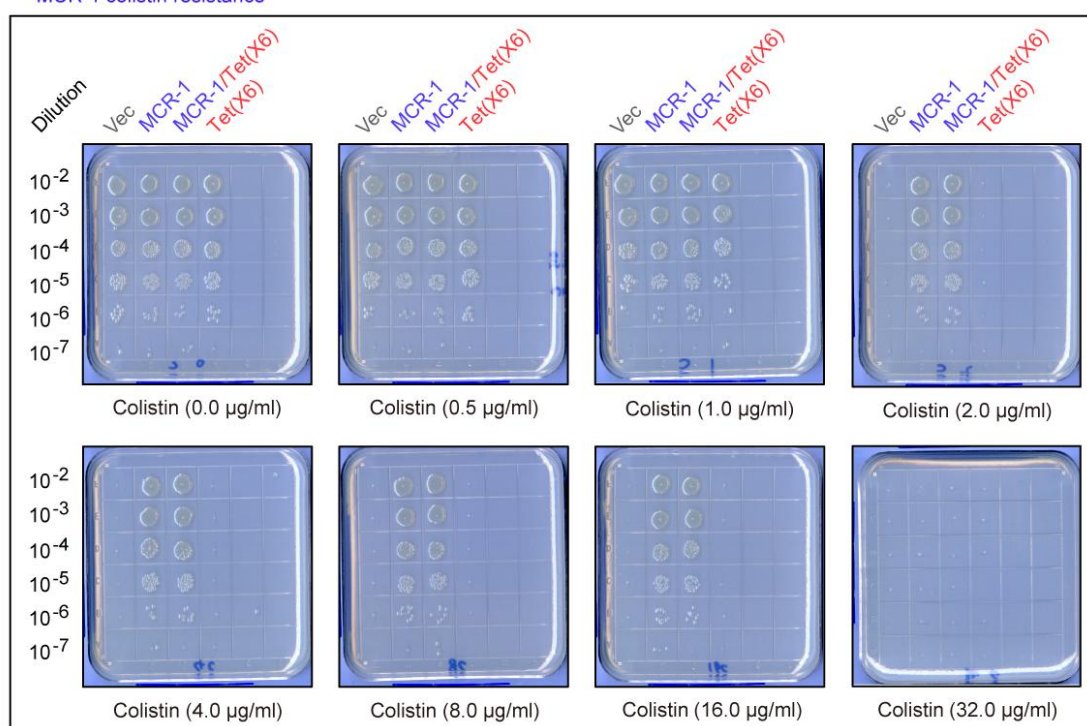 MCR-1 colistin resistance
Dilution
Vec
MCR-1
MCR-1/Tet(X6)
Tet(X6)
Vec
MCR-1
MCR-1/Tet(X6)
Tet(X6)
Vec
MCR-1
MCR-1/Tet(X6)
Tet(X6)
Vec
MCR-1
MCR-1/Tet(X6)
Tet(X6)
10-2
10-3
10-4
10-5
10-6
10-7
Colistin (0.0 µg/ml)
Colistin (0.5 µg/ml)
Colistin (1.0 µg/ml)
Colistin (2.0 µg/ml)
10-2
10-3
10-4
10-5
10-6
10-7
Colistin (4.0 µg/ml)
Colistin (8.0 µg/ml)
Colistin (16.0 µg/ml)
Colistin (32.0 µg/ml)